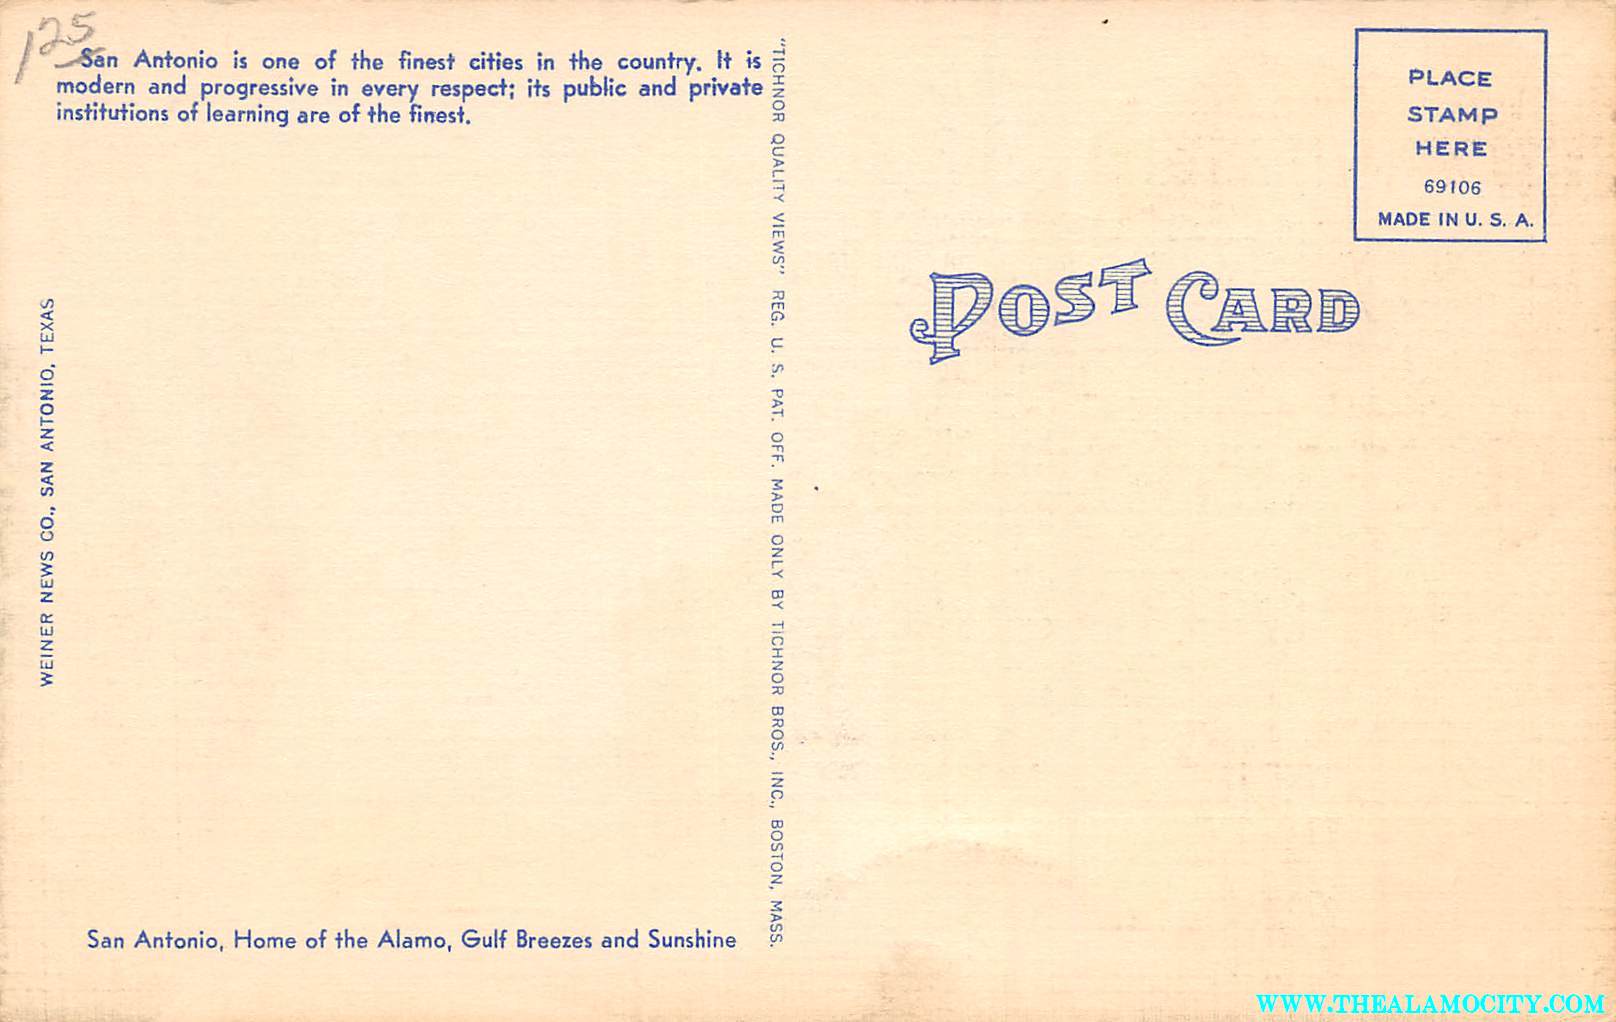 125
San Antonio is one of the finest cities in the country. It is
modern and progressive in every respect; its public and private
institutions of learning are of the finest.
WEINER NEWS CO., SAN ANTONIO, TEXAS
San Antonio, Home of the Alamo, Gulf Breezes and Sunshine
"TICHNOR QUALITY VIEWS" REG. U. S. PAT. OFF. MADE ONLY BY TICHNOR BROS., INC., BOSTON, MASS.
PLACE
STAMP
HERE
69106
MADE IN U. S. A.
POST CARD
WWW.THEALAMOCITY.COM